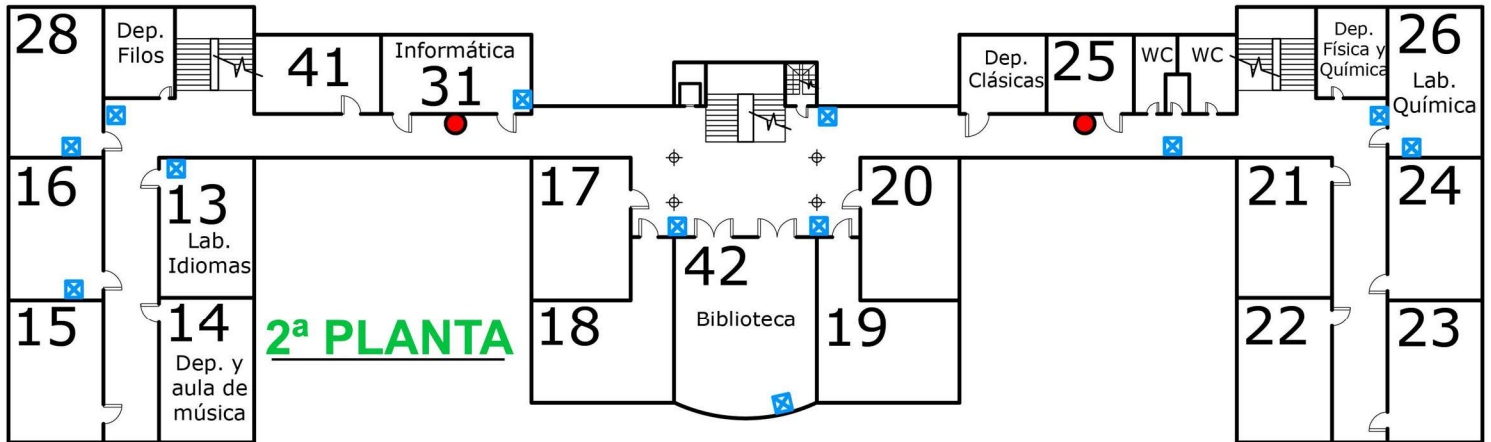 28
Dep.
Filos
41
Informática
31
Dep.
Clásicas
25
WC
WC
Dep.
Física y
Química
26
Lab.
Química
16
13
Lab.
Idiomas
17
20
21
24
42
Biblioteca
15
14
Dep. y
aula de
música
2ª PLANTA
18
19
22
23